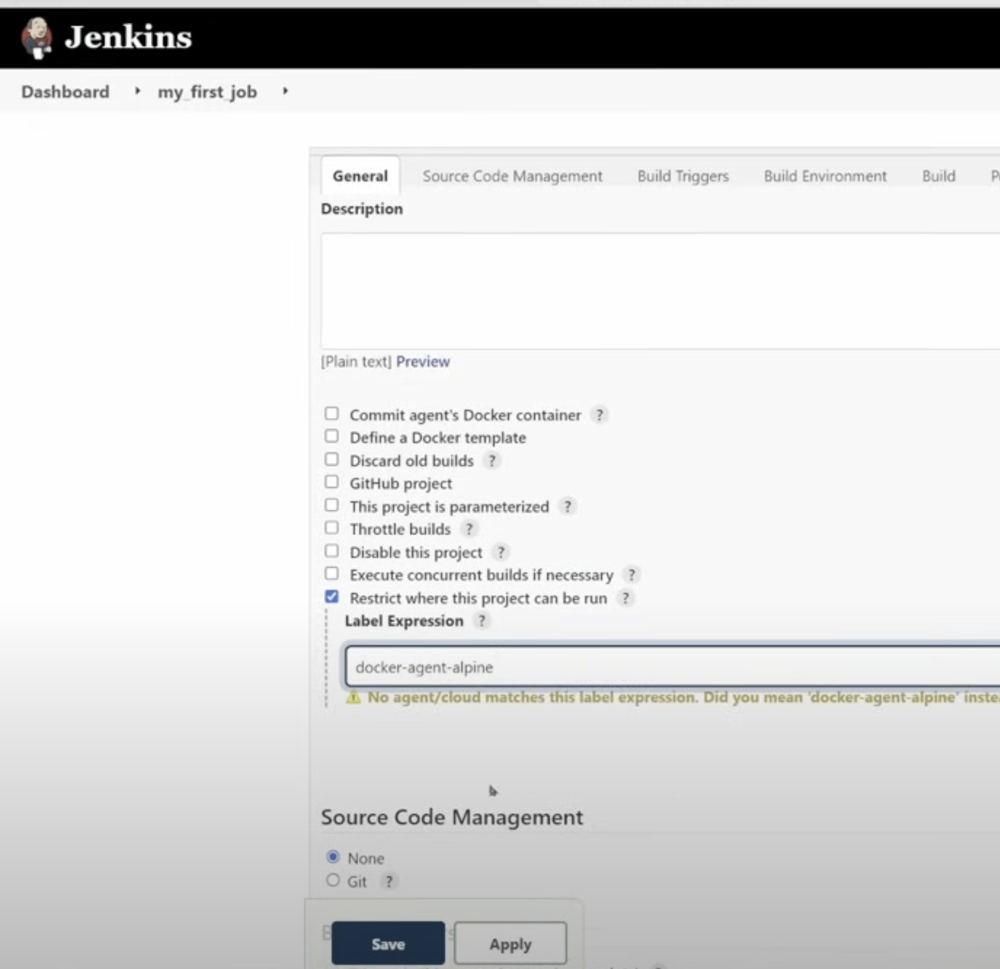 Jenkins
Dashboard
my_first_job
General
Source Code Management
Build Triggers
Build Environment
Build
Description
[Plain text] Preview
Commit agent's Docker container ?
Define a Docker template
Discard old builds ?
GitHub project
This project is parameterized ?
Throttle builds ?
Disable this project ?
Execute concurrent builds if necessary ?
Restrict where this project can be run ?
Label Expression ?
docker-agent-alpine
No agent/cloud matches this label expression. Did you mean 'docker-agent-alpine'
Source Code Management
None
Git ?
Save
Apply